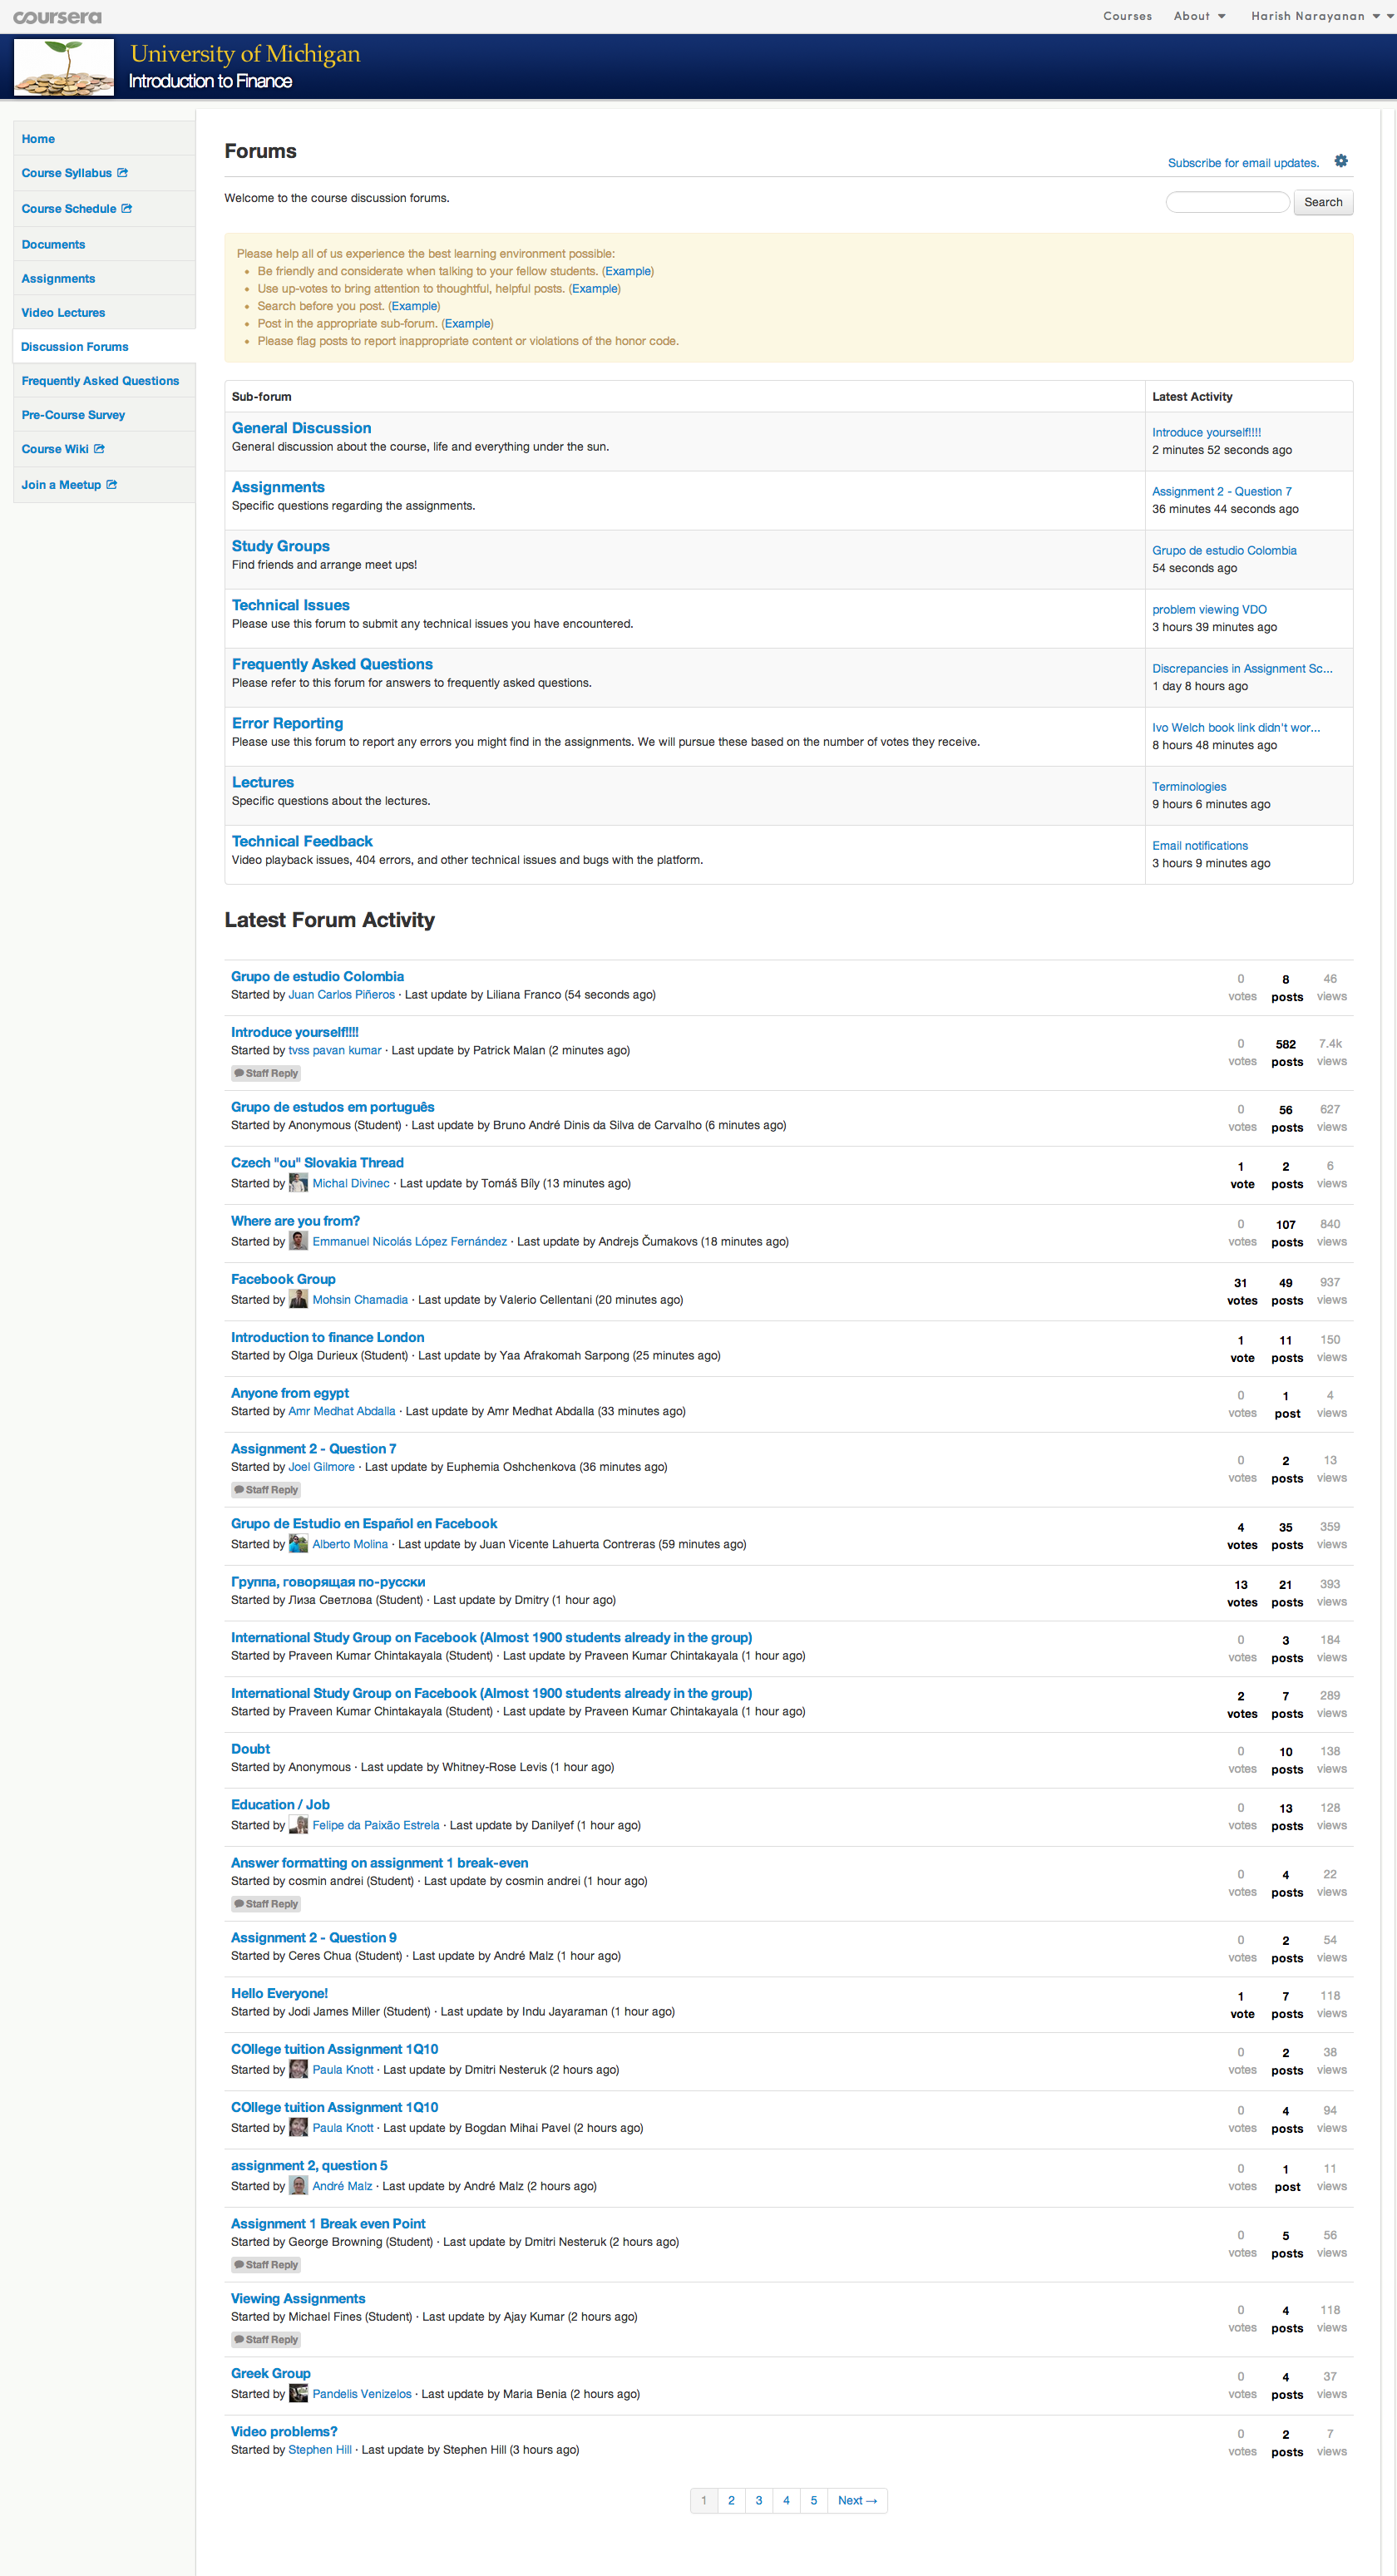 coursera
Courses About Harish Narayanan
University of Michigan
Introduction to Finance
Home
Course Syllabus
Course Schedule
Documents
Assignments
Video Lectures
Discussion Forums
Frequently Asked Questions
Pre-Course Survey
Course Wiki
Join a Meetup
Forums
Subscribe for email updates.
Welcome to the course discussion forums.
Search
Please help all of us experience the best learning environment possible:
• Be friendly and considerate when talking to your fellow students. (Example)
• Use up-votes to bring attention to thoughtful, helpful posts. (Example)
• Search before you post. (Example)
• Post in the appropriate sub-forum. (Example)
• Please flag posts to report inappropriate content or violations of the honor code.
Sub-forum Latest Activity
General Discussion
General discussion about the course, life and everything under the sun.
Introduce yourself!!!!
2 minutes 52 seconds ago
Assignments
Specific questions regarding the assignments.
Assignment 2 - Question 7
36 minutes 44 seconds ago
Study Groups
Find friends and arrange meet ups!
Grupo de estudio Colombia
54 seconds ago
Technical Issues
Please use this forum to submit any technical issues you have encountered.
problem viewing VDO
3 hours 39 minutes ago
Frequently Asked Questions
Please refer to this forum for answers to frequently asked questions.
Discrepancies in Assignment Sc...
1 day 8 hours ago
Error Reporting
Please use this forum to report any errors you might find in the assignments. We will pursue these based on the number of votes they receive.
Ivo Welch book link didn't wor...
8 hours 48 minutes ago
Lectures
Specific questions about the lectures.
Terminologies
9 hours 6 minutes ago
Technical Feedback
Video playback issues, 404 errors, and other technical issues and bugs with the platform.
Email notifications
3 hours 9 minutes ago
Latest Forum Activity
Grupo de estudio Colombia
Started by Juan Carlos Piñeros · Last update by Liliana Franco (54 seconds ago)
0 8 46
votes posts views
Introduce yourself!!!!
Started by tvss pavan kumar · Last update by Patrick Malan (2 minutes ago)
Staff Reply
0 582 7.4k
votes posts views
Grupo de estudos em português
Started by Anonymous (Student) · Last update by Bruno André Dinis da Silva de Carvalho (6 minutes ago)
0 56 627
votes posts views
Czech "ou" Slovakia Thread
Started by Michal Divinec · Last update by Tomáš Bíly (13 minutes ago)
1 2 6
vote posts views
Where are you from?
Started by Emmanuel Nicolás López Fernández · Last update by Andrejs Čumakovs (18 minutes ago)
0 107 840
votes posts views
Facebook Group
Started by Mohsin Chamadia · Last update by Valerio Cellentani (20 minutes ago)
31 49 937
votes posts views
Introduction to finance London
Started by Olga Durieux (Student) · Last update by Yaa Afrakomah Sarpong (25 minutes ago)
1 11 150
vote posts views
Anyone from egypt
Started by Amr Medhat Abdalla · Last update by Amr Medhat Abdalla (33 minutes ago)
0 1 4
votes post views
Assignment 2 - Question 7
Started by Joel Gilmore · Last update by Euphemia Oshchenkova (36 minutes ago)
Staff Reply
0 2 13
votes posts views
Grupo de Estudio en Español en Facebook
Started by Alberto Molina · Last update by Juan Vicente Lahuerta Contreras (59 minutes ago)
4 35 359
votes posts views
Группа, говорящая по-русски
Started by Лиза Светлова (Student) · Last update by Dmitry (1 hour ago)
13 21 393
votes posts views
International Study Group on Facebook (Almost 1900 students already in the group)
Started by Praveen Kumar Chintakayala (Student) · Last update by Praveen Kumar Chintakayala (1 hour ago)
0 3 184
votes posts views
International Study Group on Facebook (Almost 1900 students already in the group)
Started by Praveen Kumar Chintakayala (Student) · Last update by Praveen Kumar Chintakayala (1 hour ago)
2 7 289
votes posts views
Doubt
Started by Anonymous · Last update by Whitney-Rose Levis (1 hour ago)
0 10 138
votes posts views
Education / Job
Started by Felipe da Paixão Estrela · Last update by Danilyef (1 hour ago)
0 13 128
votes posts views
Answer formatting on assignment 1 break-even
Started by cosmin andrei (Student) · Last update by cosmin andrei (1 hour ago)
Staff Reply
0 4 22
votes posts views
Assignment 2 - Question 9
Started by Ceres Chua (Student) · Last update by André Malz (1 hour ago)
0 2 54
votes posts views
Hello Everyone!
Started by Jodi James Miller (Student) · Last update by Indu Jayaraman (1 hour ago)
1 7 118
vote posts views
COllege tuition Assignment 1Q10
Started by Paula Knott · Last update by Dmitri Nesteruk (2 hours ago)
0 2 38
votes posts views
COllege tuition Assignment 1Q10
Started by Paula Knott · Last update by Bogdan Mihai Pavel (2 hours ago)
0 4 94
votes posts views
assignment 2, question 5
Started by André Malz · Last update by André Malz (2 hours ago)
0 1 11
votes post views
Assignment 1 Break even Point
Started by George Browning (Student) · Last update by Dmitri Nesteruk (2 hours ago)
Staff Reply
0 5 56
votes posts views
Viewing Assignments
Started by Michael Fines (Student) · Last update by Ajay Kumar (2 hours ago)
Staff Reply
0 4 118
votes posts views
Greek Group
Started by Pandelis Venizelos · Last update by Maria Benia (2 hours ago)
0 4 37
votes posts views
Video problems?
Started by Stephen Hill · Last update by Stephen Hill (3 hours ago)
0 2 7
votes posts views
1 2 3 4 5 Next →